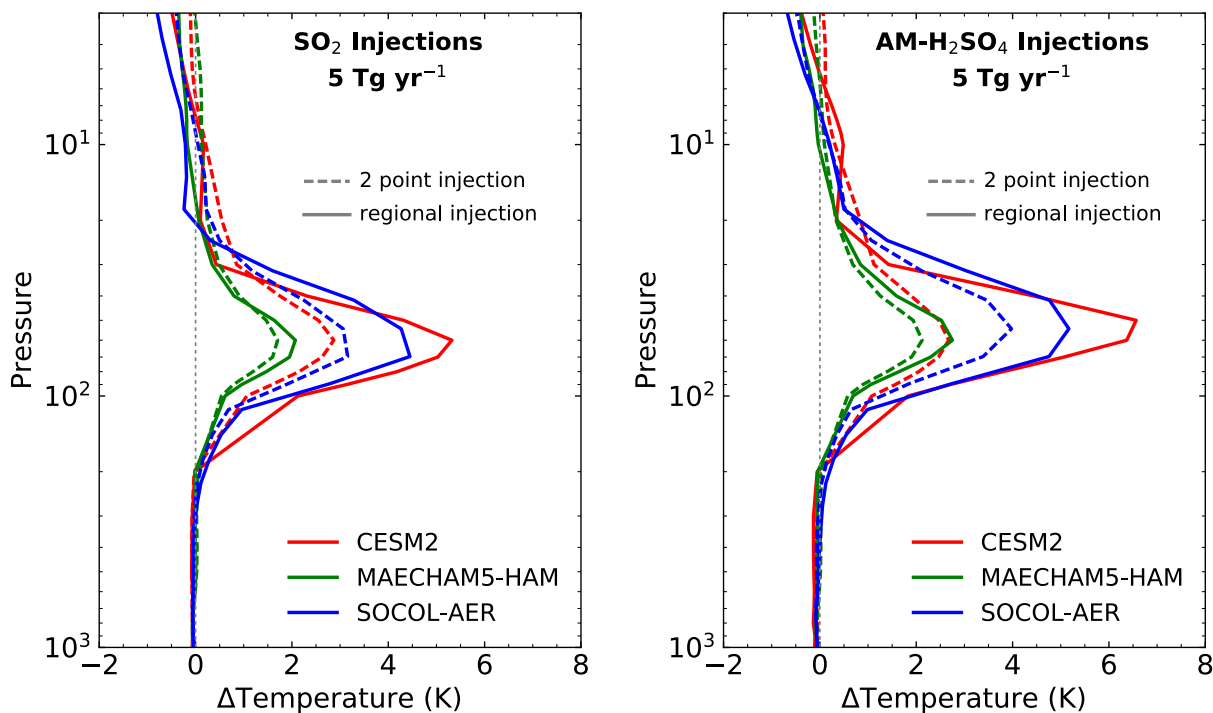 SO₂ Injections
5 Tg yr⁻¹
2 point injection
regional injection
CESM2
MAECHAM5-HAM
SOCOL-AER
10¹
10²
10³
Pressure
−2 0 2 4 6 8
ΔTemperature (K)
AM-H₂SO₄ Injections
5 Tg yr⁻¹
2 point injection
regional injection
CESM2
MAECHAM5-HAM
SOCOL-AER
10¹
10²
10³
Pressure
−2 0 2 4 6 8
ΔTemperature (K)